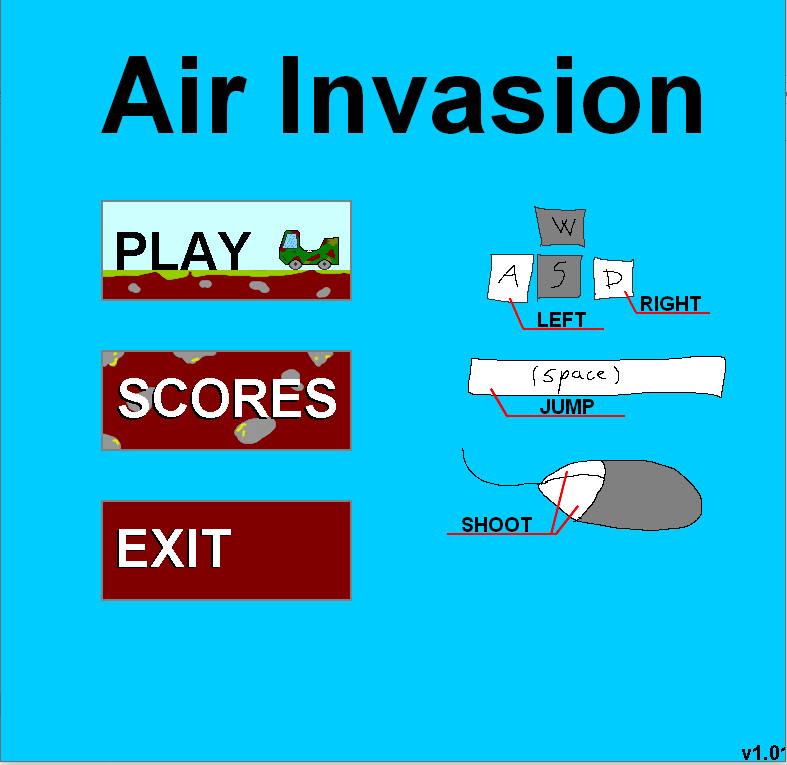 Air Invasion
PLAY
SCORES
EXIT
W
A S D
RIGHT
LEFT
(space)
JUMP
SHOOT
v1.0